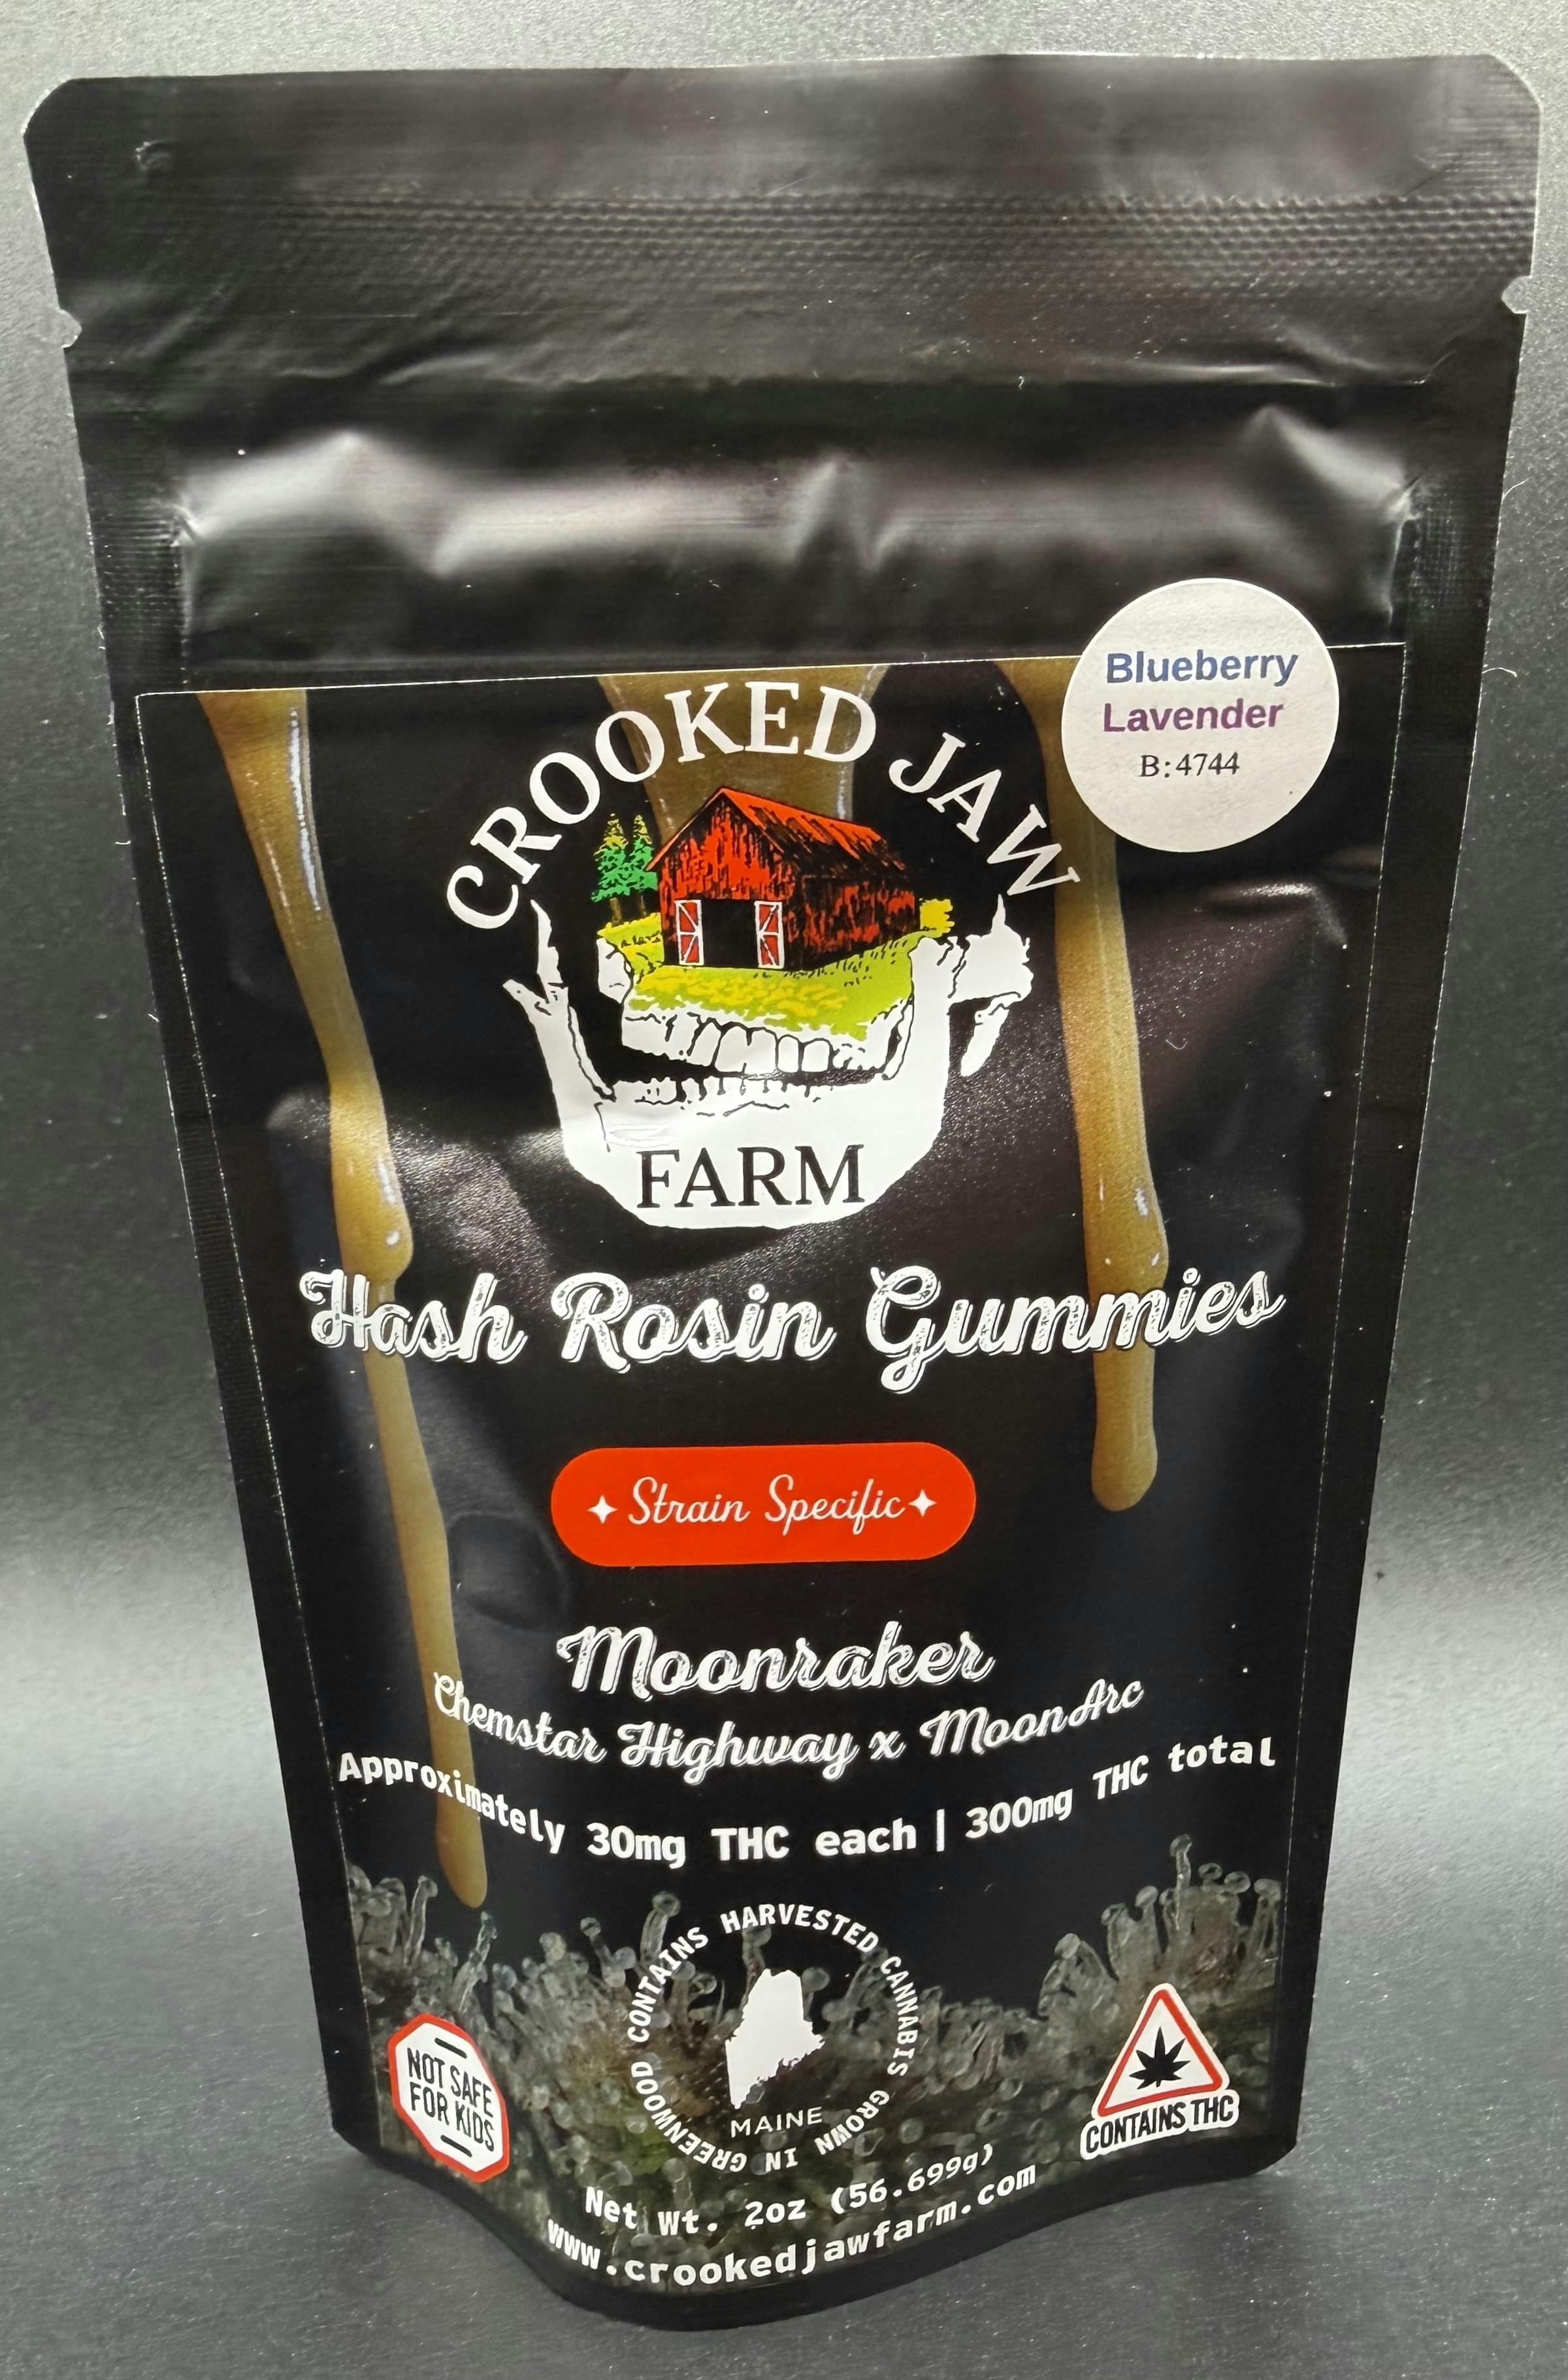 Blueberry
Lavender
B:4744
CROOKED JAW
FARM
Hash Rosin Gummies
✦ Strain Specific ✦
Moonraker
Chemstar Highway x MoonArc
Approximately 30mg THC each | 300mg THC total
CONTAINS HARVESTED CANNABIS GROWN IN GREENWOOD
MAINE
NOT SAFE
FOR KIDS
CONTAINS THC
Net Wt. 2oz (56.699g)
www.crookedjawfarm.com